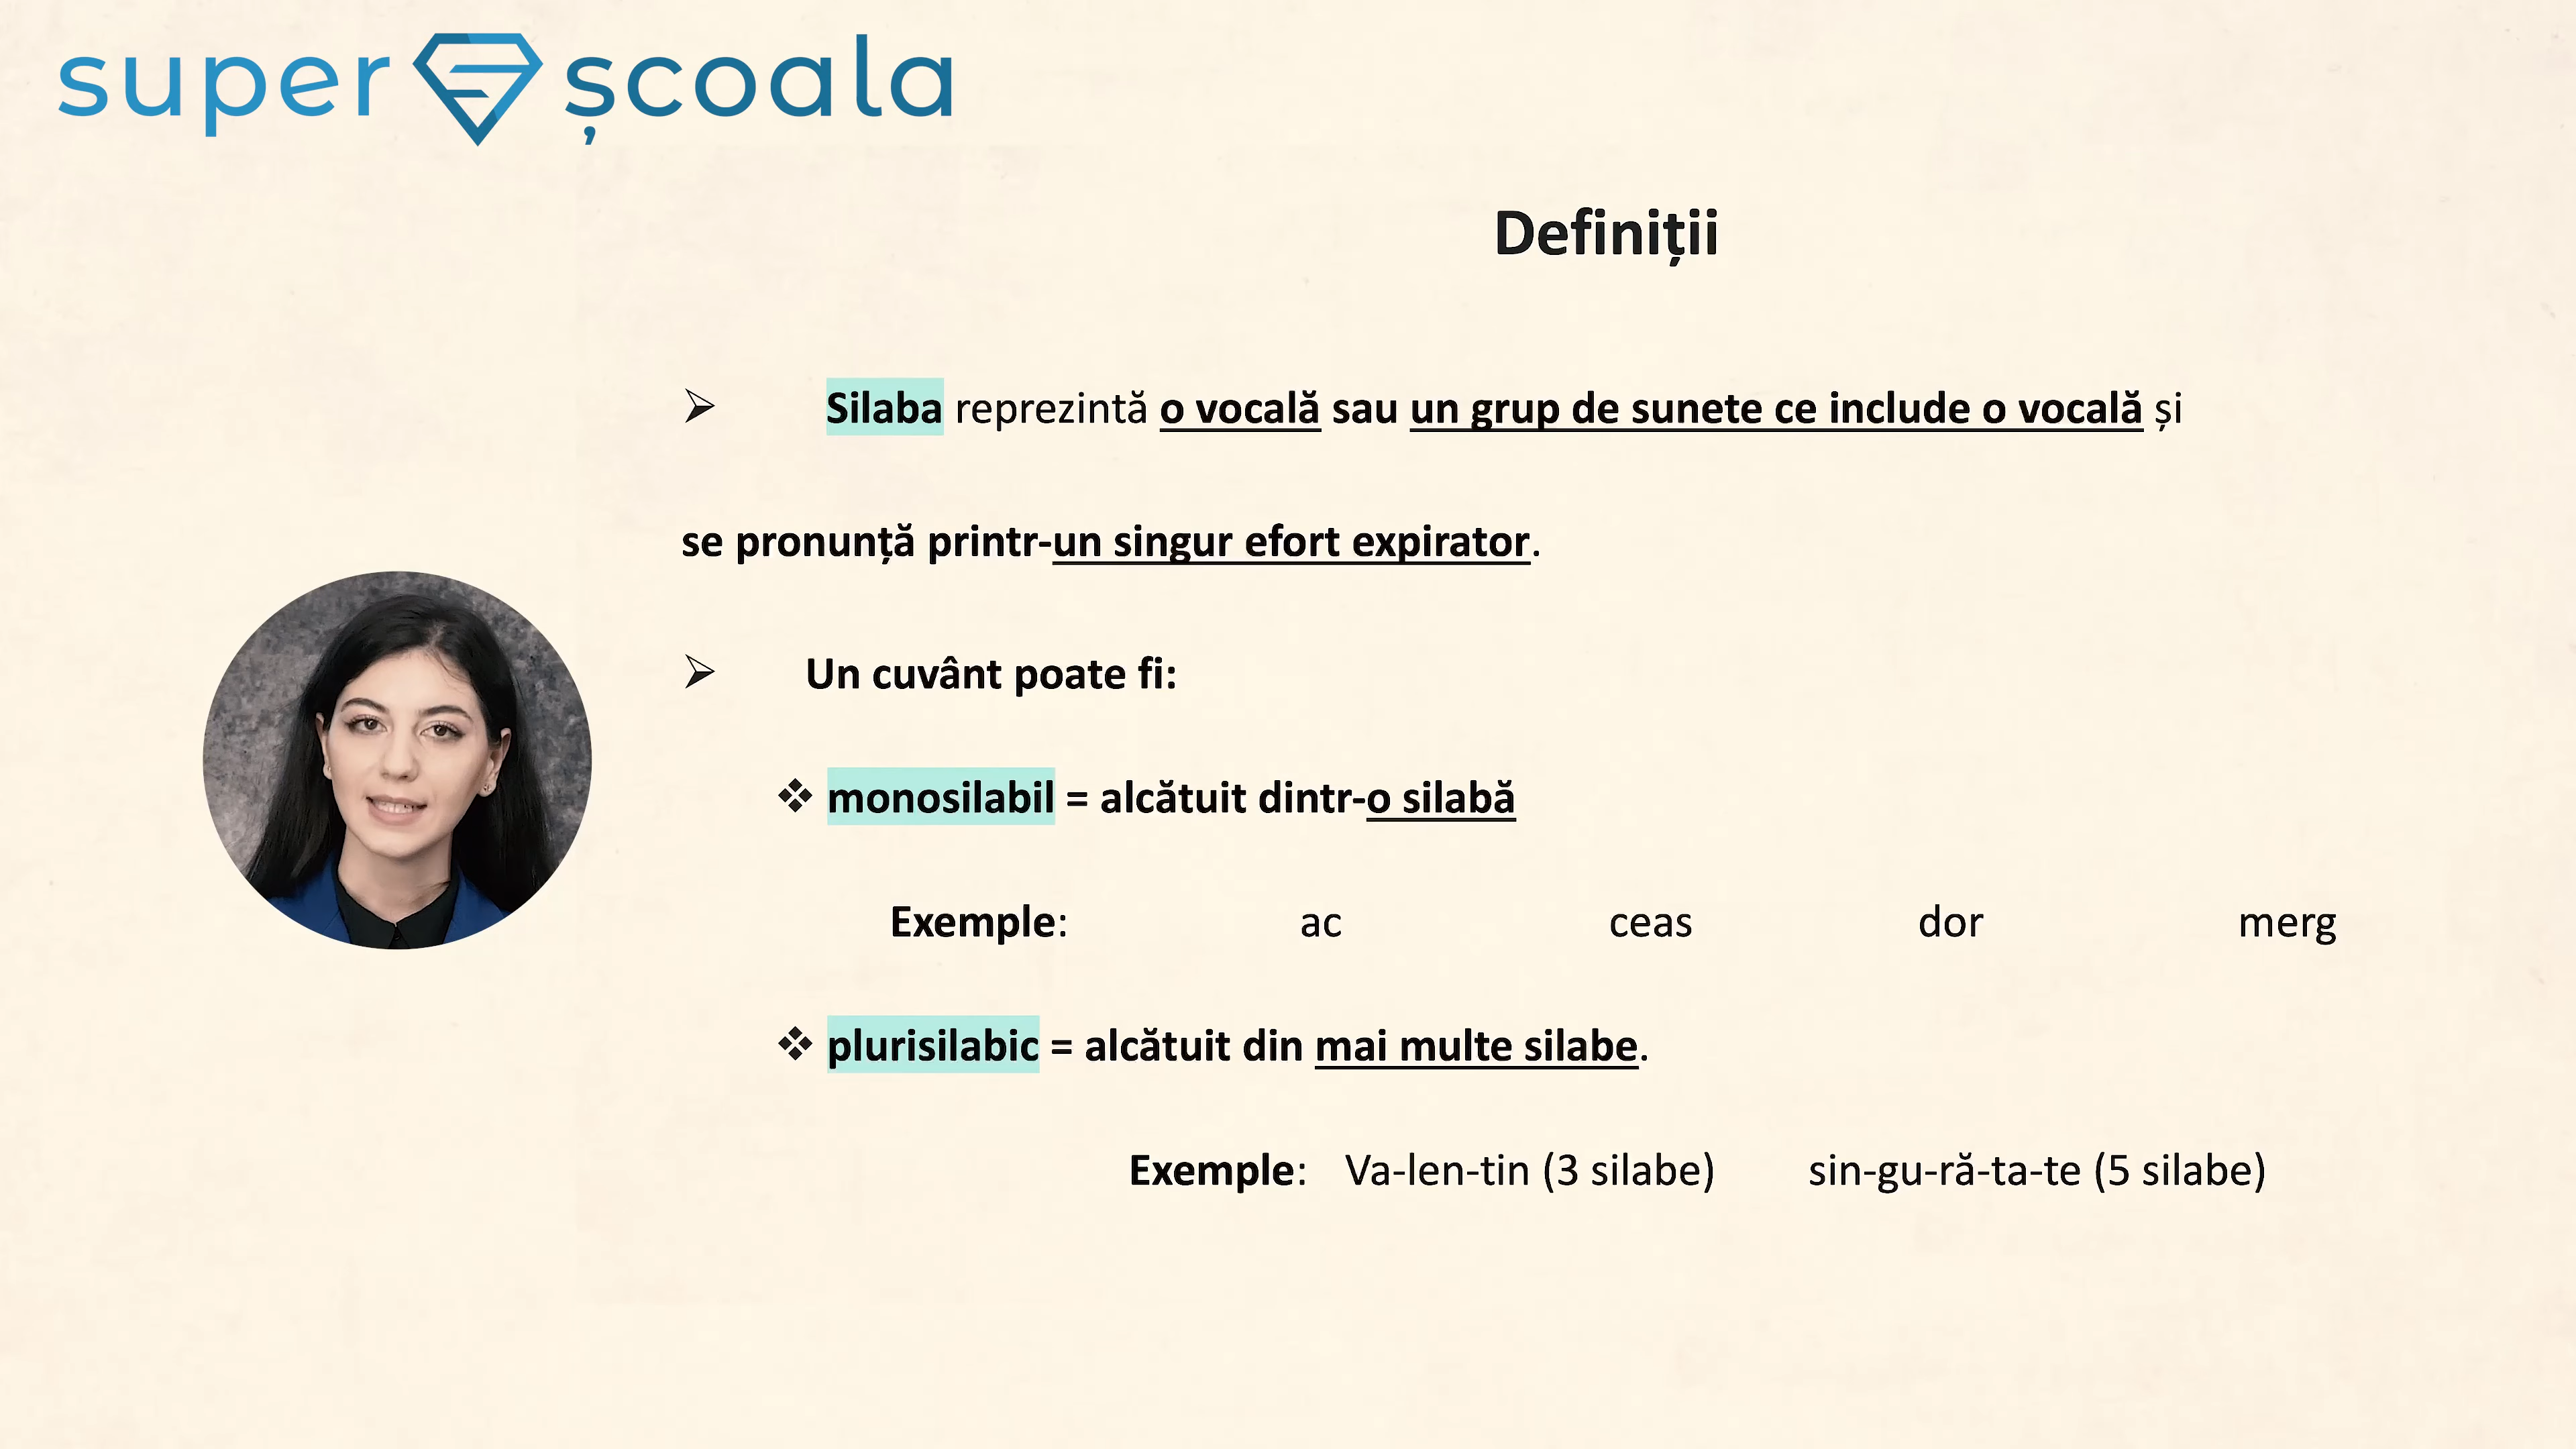 super școala
Definiții
➢ Silaba reprezintă o vocală sau un grup de sunete ce include o vocală și
se pronunță printr-un singur efort expirator.
➢ Un cuvânt poate fi:
❖ monosilabil = alcătuit dintr-o silabă
Exemple: ac ceas dor merg
❖ plurisilabic = alcătuit din mai multe silabe.
Exemple: Va-len-tin (3 silabe) sin-gu-ră-ta-te (5 silabe)